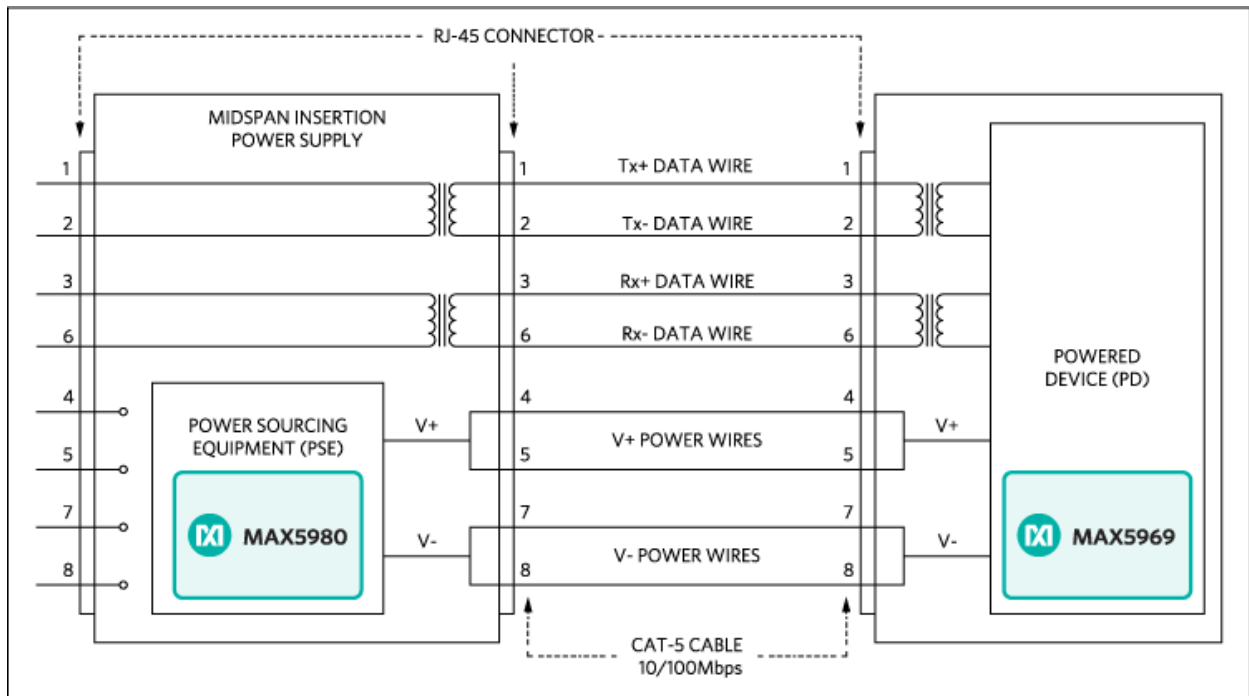 RJ-45 CONNECTOR
MIDSPAN INSERTION
POWER SUPPLY
1 1 Tx+ DATA WIRE 1
2 2 Tx- DATA WIRE 2
3 3 Rx+ DATA WIRE 3
6 6 Rx- DATA WIRE 6
POWERED
DEVICE (PD)
4 4 4
POWER SOURCING
EQUIPMENT (PSE)
V+ V+ POWER WIRES V+
5 5 5
7 7 7
MAX5980 MAX5969
V- V- POWER WIRES V-
8 8 8
CAT-5 CABLE
10/100Mbps